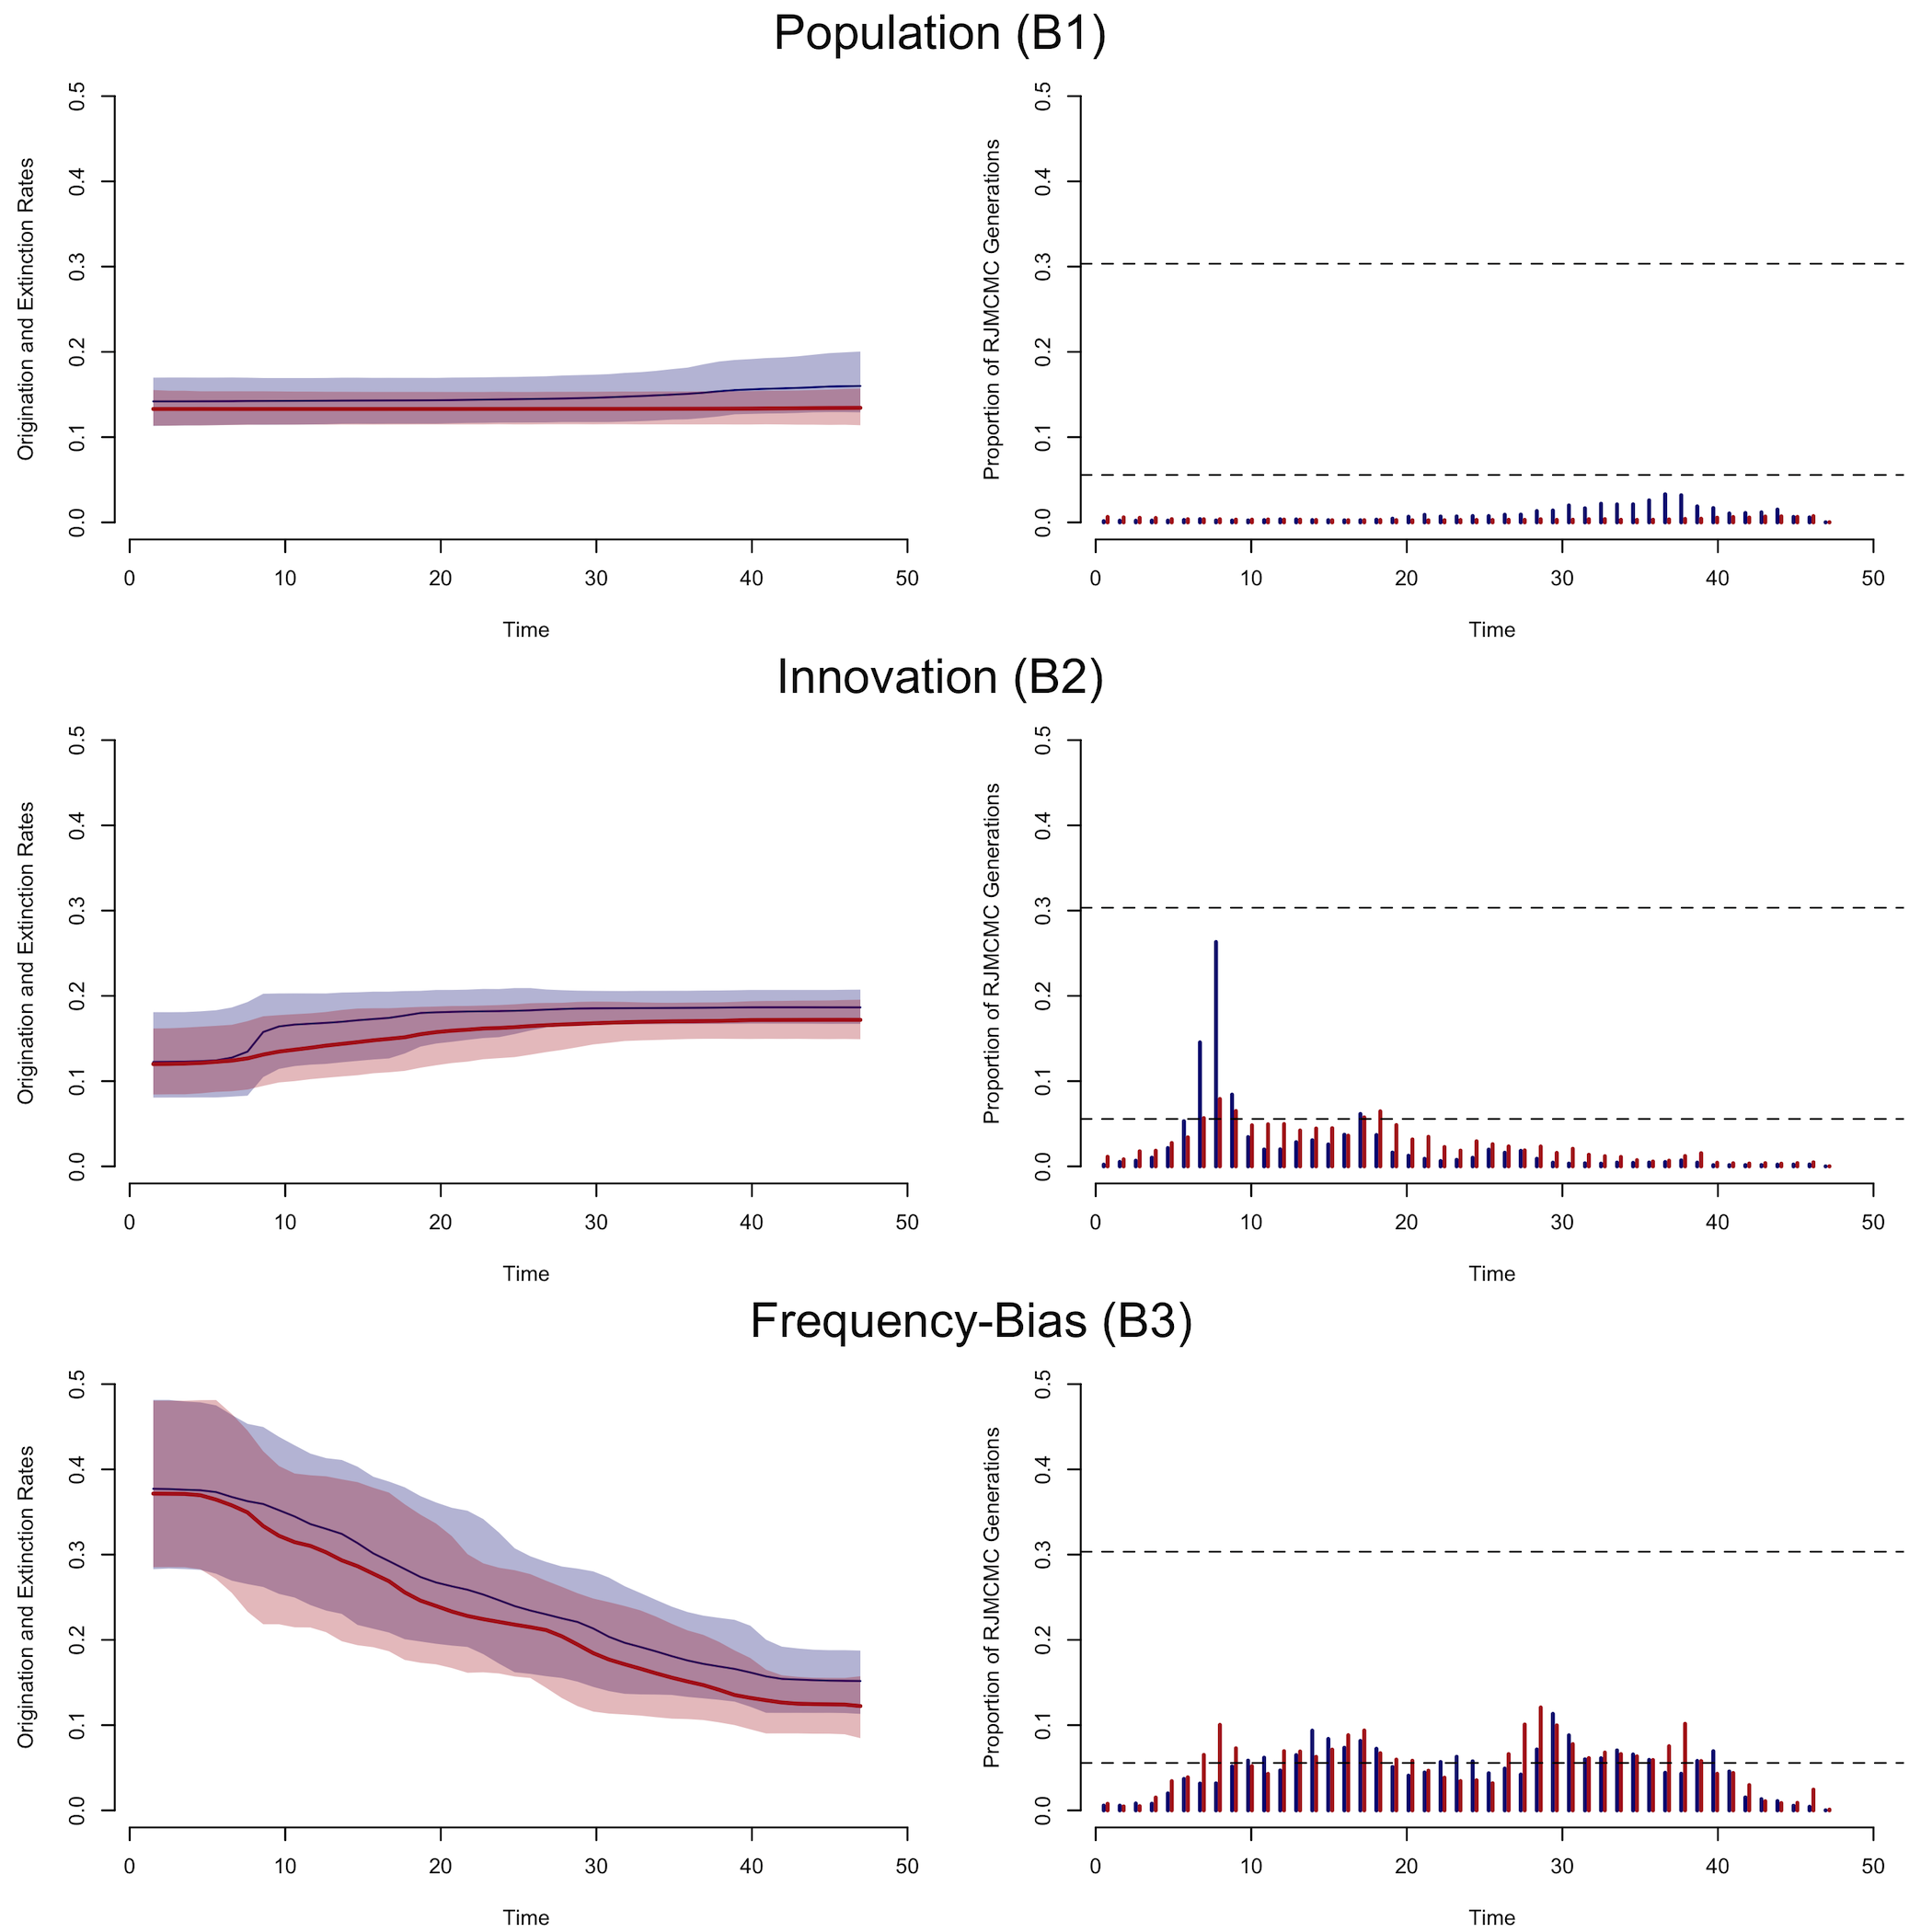 Population (B1)
Origination and Extinction Rates
0.0 0.1 0.2 0.3 0.4 0.5
0 10 20 30 40 50
Time
Proportion of RJMCMC Generations
0.0 0.1 0.2 0.3 0.4 0.5
0 10 20 30 40 50
Time
Innovation (B2)
Origination and Extinction Rates
0.0 0.1 0.2 0.3 0.4 0.5
0 10 20 30 40 50
Time
Proportion of RJMCMC Generations
0.0 0.1 0.2 0.3 0.4 0.5
0 10 20 30 40 50
Time
Frequency-Bias (B3)
Origination and Extinction Rates
0.0 0.1 0.2 0.3 0.4 0.5
0 10 20 30 40 50
Time
Proportion of RJMCMC Generations
0.0 0.1 0.2 0.3 0.4 0.5
0 10 20 30 40 50
Time